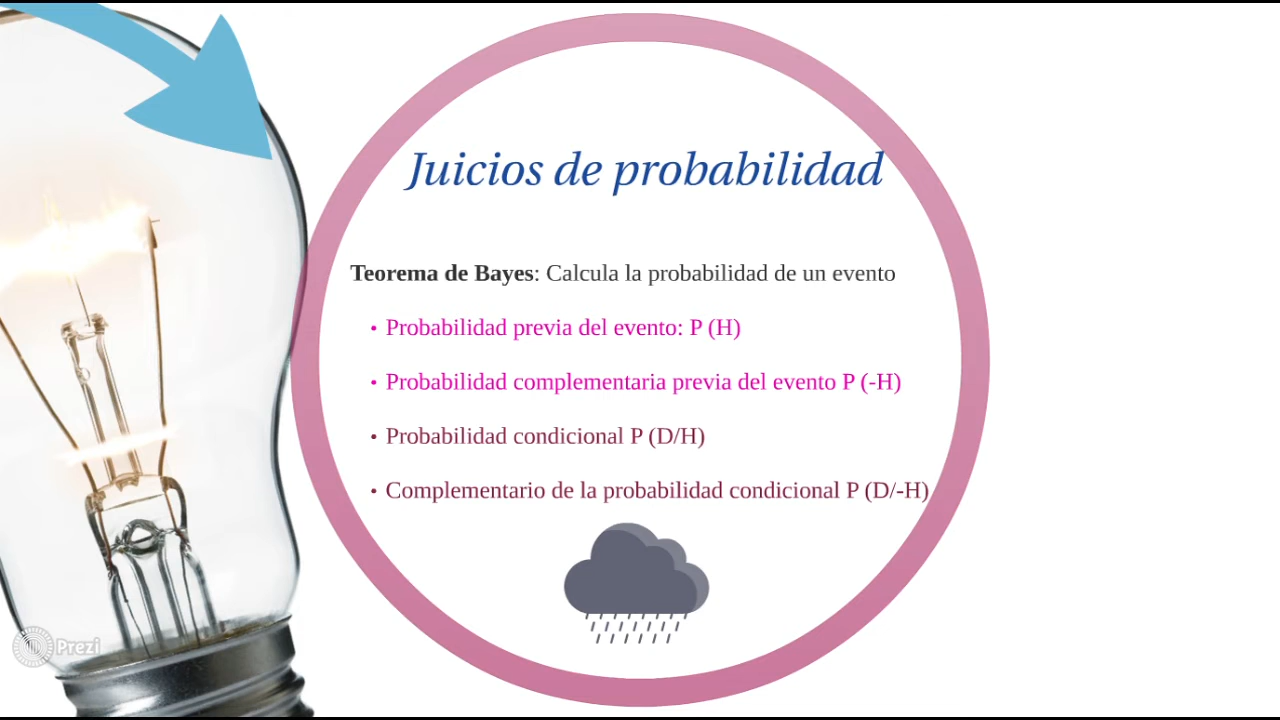 Juicios de probabilidad
Teorema de Bayes: Calcula la probabilidad de un evento
• Probabilidad previa del evento: P (H)
• Probabilidad complementaria previa del evento P (-H)
• Probabilidad condicional P (D/H)
• Complementario de la probabilidad condicional P (D/-H)
Prezi